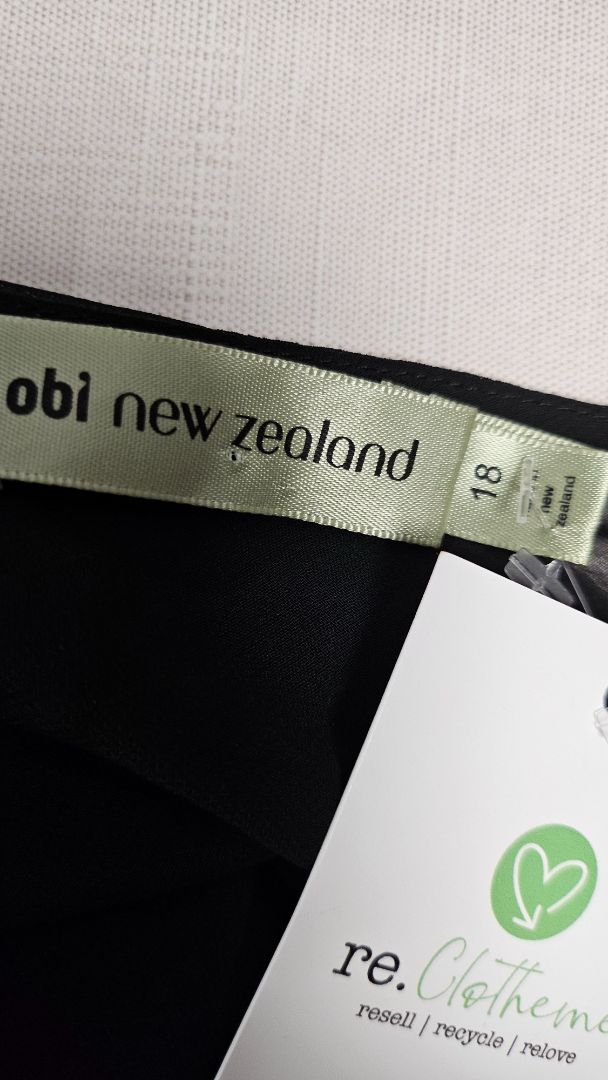 obi new zealand
18
new
zealand
re.Clotheme
resell | recycle | relove